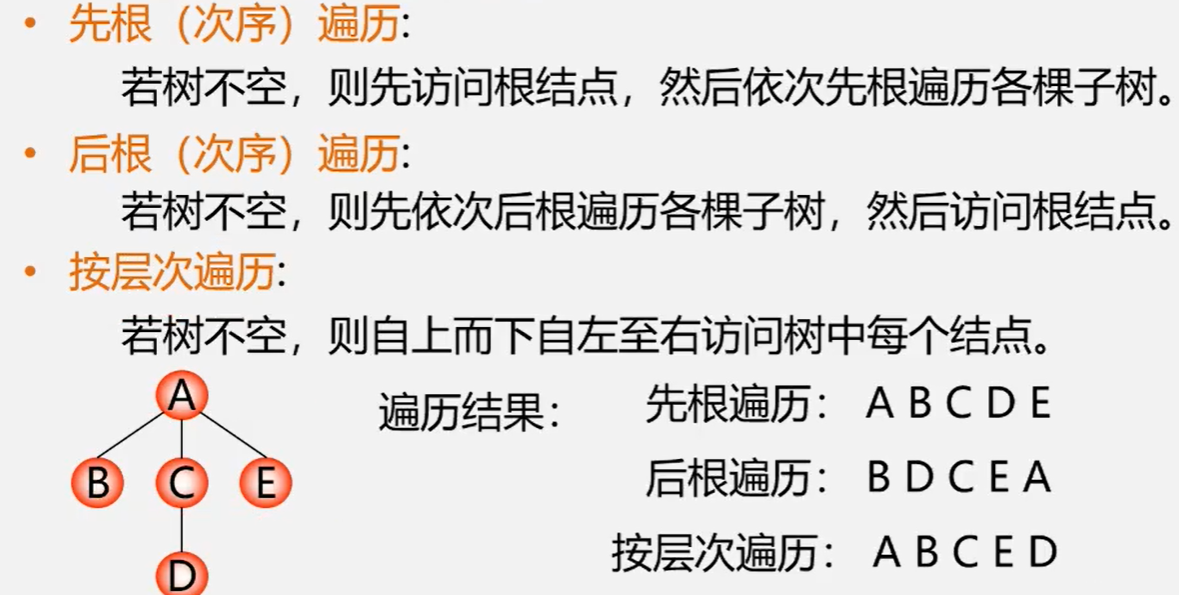 • 先根（次序）遍历:
若树不空，则先访问根结点，然后依次先根遍历各棵子树。
• 后根（次序）遍历:
若树不空，则先依次后根遍历各棵子树，然后访问根结点。
• 按层次遍历:
若树不空，则自上而下自左至右访问树中每个结点。
A
B C E
D
遍历结果：
先根遍历： A B C D E
后根遍历： B D C E A
按层次遍历： A B C E D